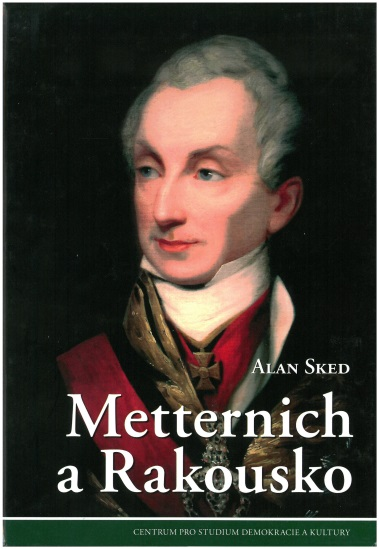 ALAN SKED
Metternich
a Rakousko
CENTRUM PRO STUDIUM DEMOKRACIE A KULTURY